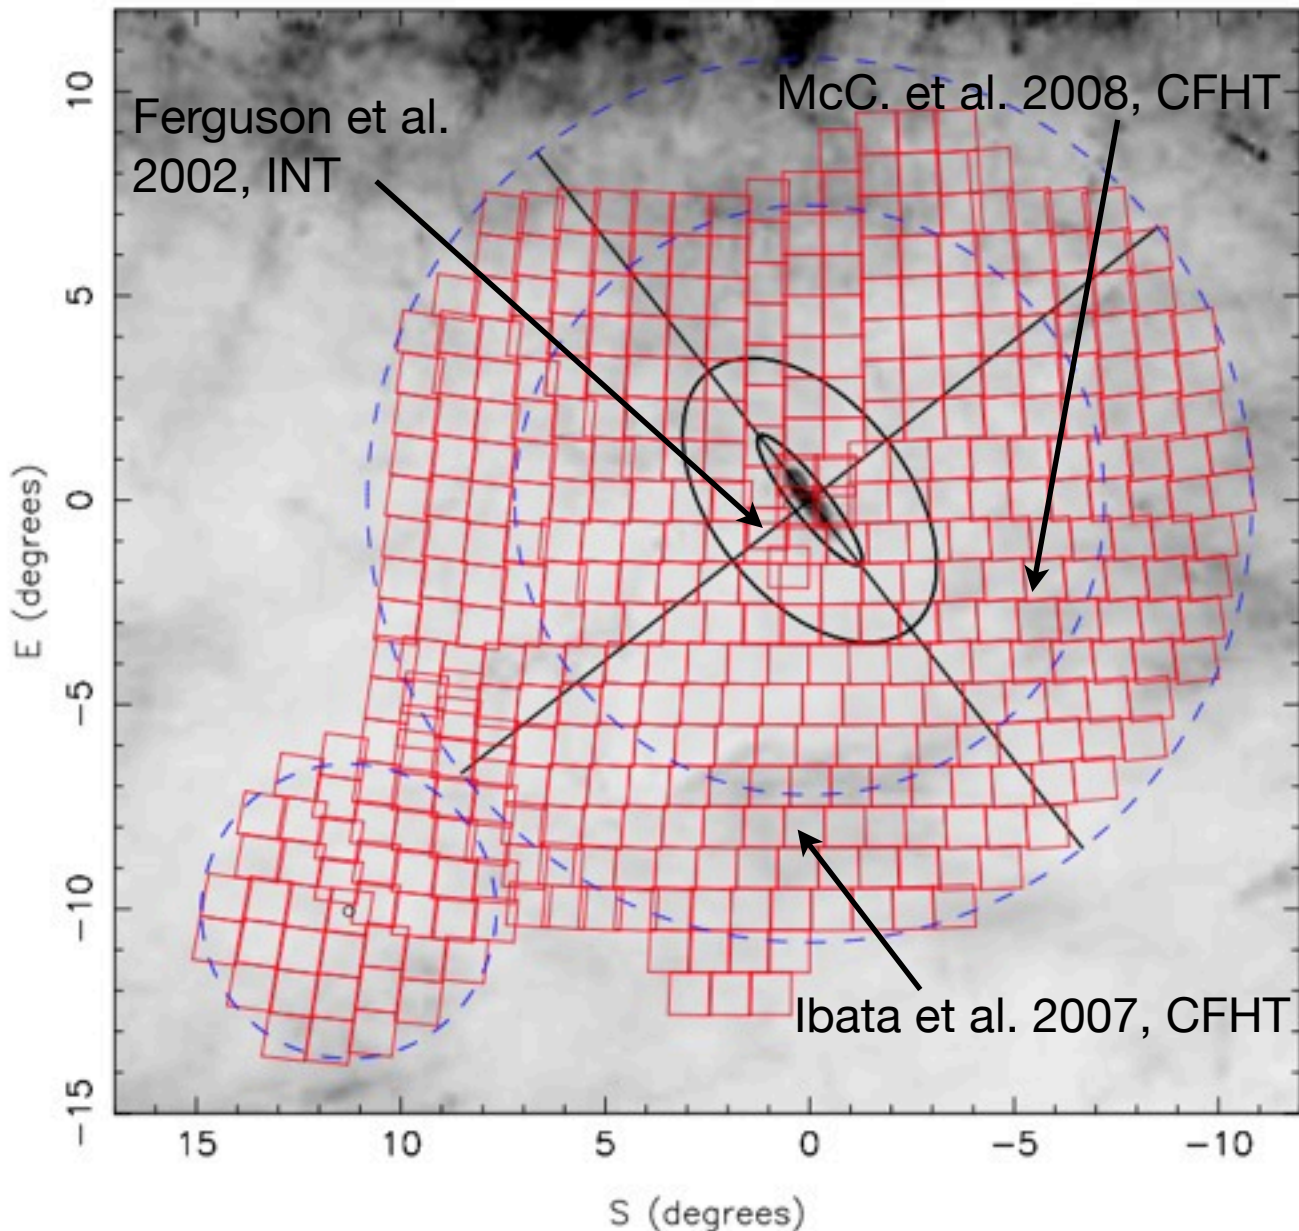 McC. et al. 2008, CFHT
Ferguson et al.
2002, INT
10
5
0
−5
−10
−15
E (degrees)
Ibata et al. 2007, CFHT
15 10 5 0 −5 −10
S (degrees)